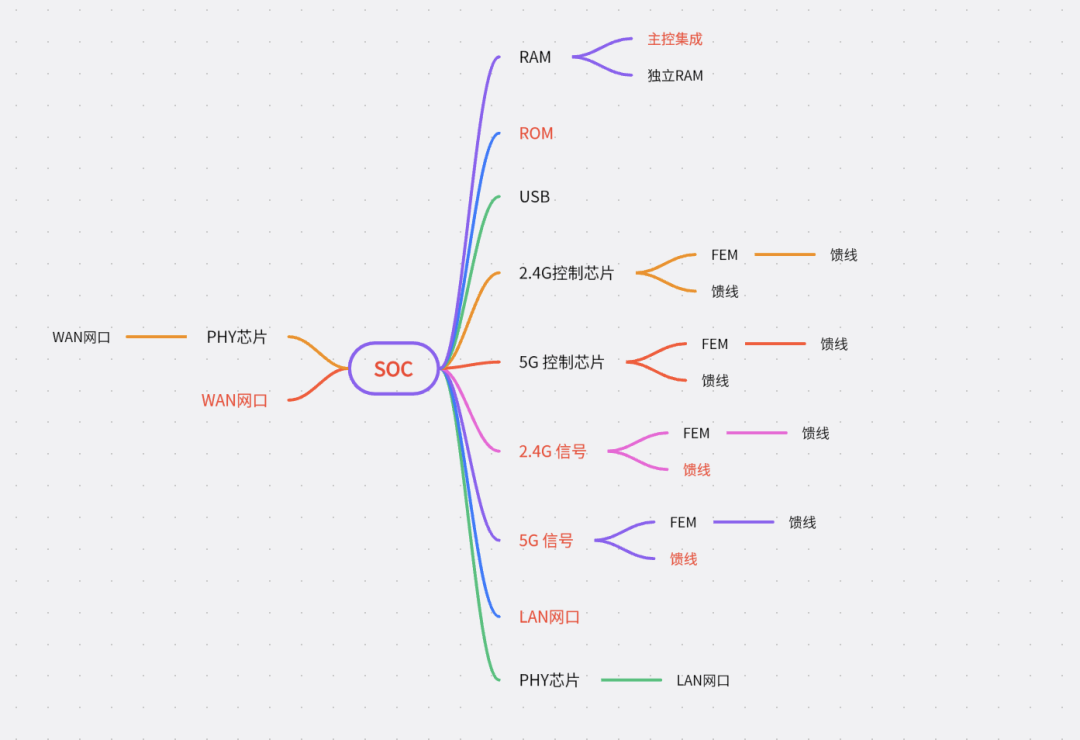 SOC
PHY芯片
WAN网口
WAN网口
RAM
主控集成
独立RAM
ROM
USB
2.4G控制芯片
FEM
馈线
馈线
5G 控制芯片
FEM
馈线
馈线
2.4G 信号
FEM
馈线
馈线
5G 信号
FEM
馈线
馈线
LAN网口
PHY芯片
LAN网口